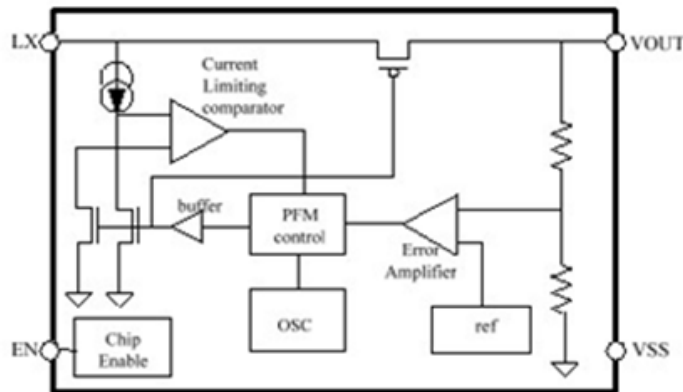 LX
VOUT
Current
Limiting
comparator
buffer
PFM
control
Error
Amplifier
OSC
ref
EN
Chip
Enable
VSS